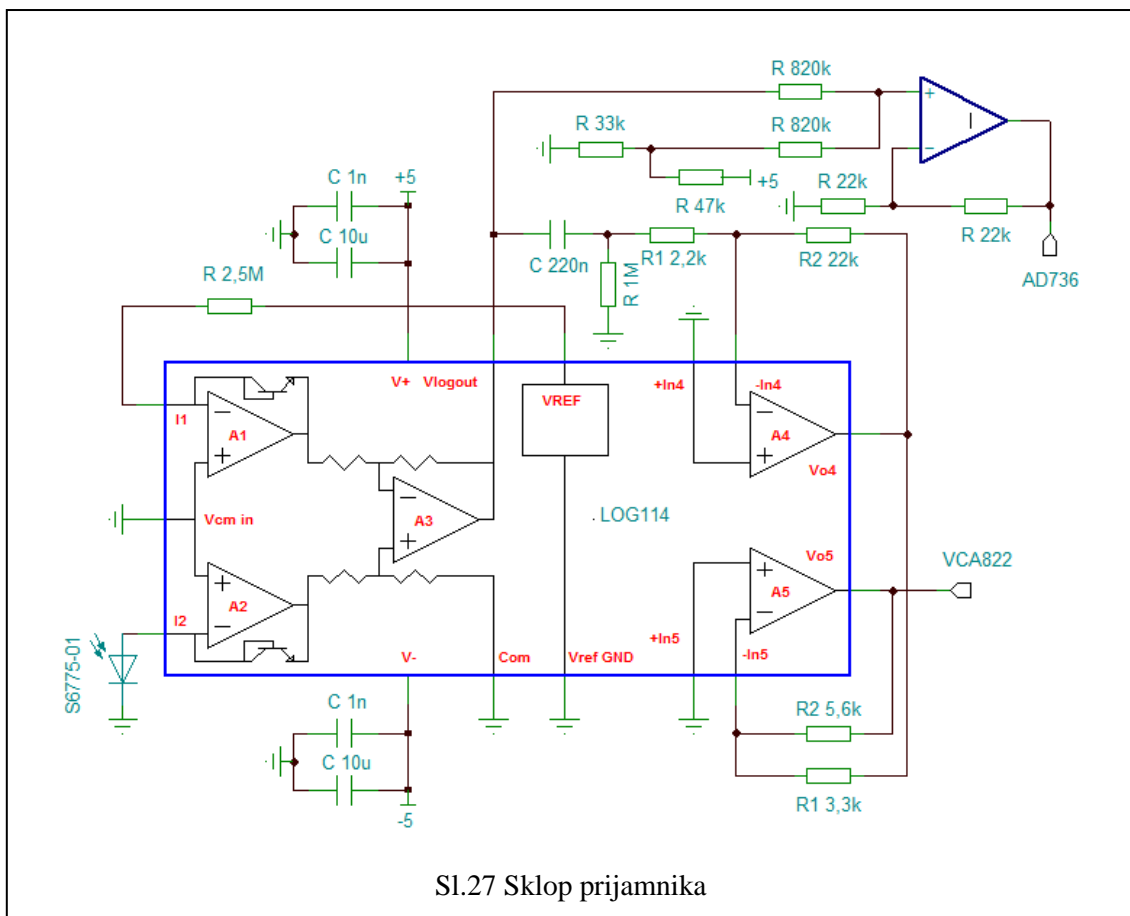 R 820k
R 33k
R 820k
+
−
C 1n
+5
+5
R 47k
R 22k
C 10u
R 22k
C 220n
R1 2,2k
R2 22k
AD736
R 2,5M
R 1M
V+
Vlogout
+In4
-In4
I1
VREF
A1
−
+
A4
−
+
Vo4
Vcm in
A3
−
+
.LOG114
Vo5
VCA822
A2
+
−
A5
+
−
I2
+In5
-In5
S6775-01
V-
Com
Vref GND
C 1n
R2 5,6k
C 10u
R1 3,3k
-5
Sl.27 Sklop prijamnika